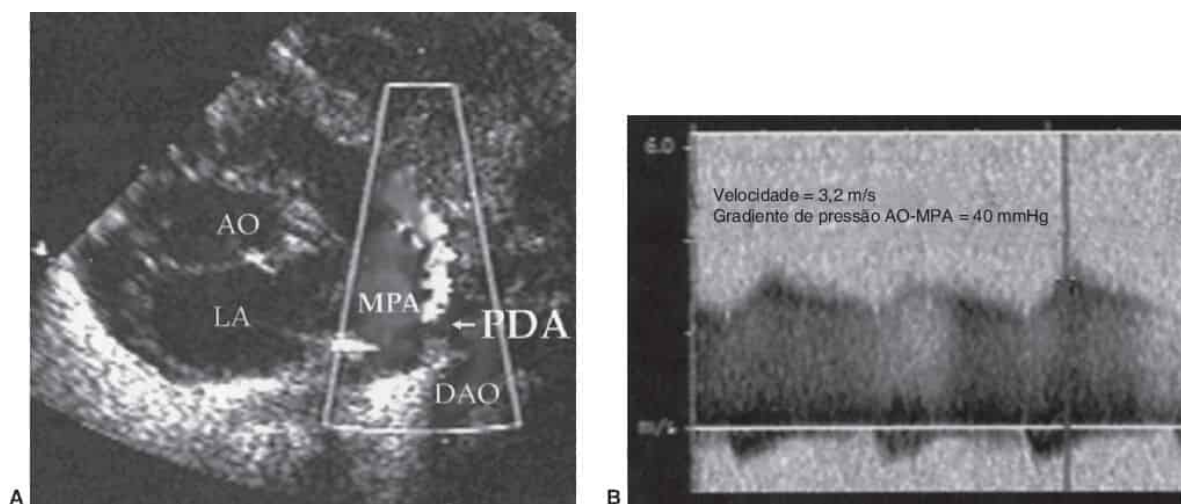 AO
LA
MPA
PDA
DAO
A
6.0
Velocidade = 3,2 m/s
Gradiente de pressão AO-MPA = 40 mmHg
m/s
B